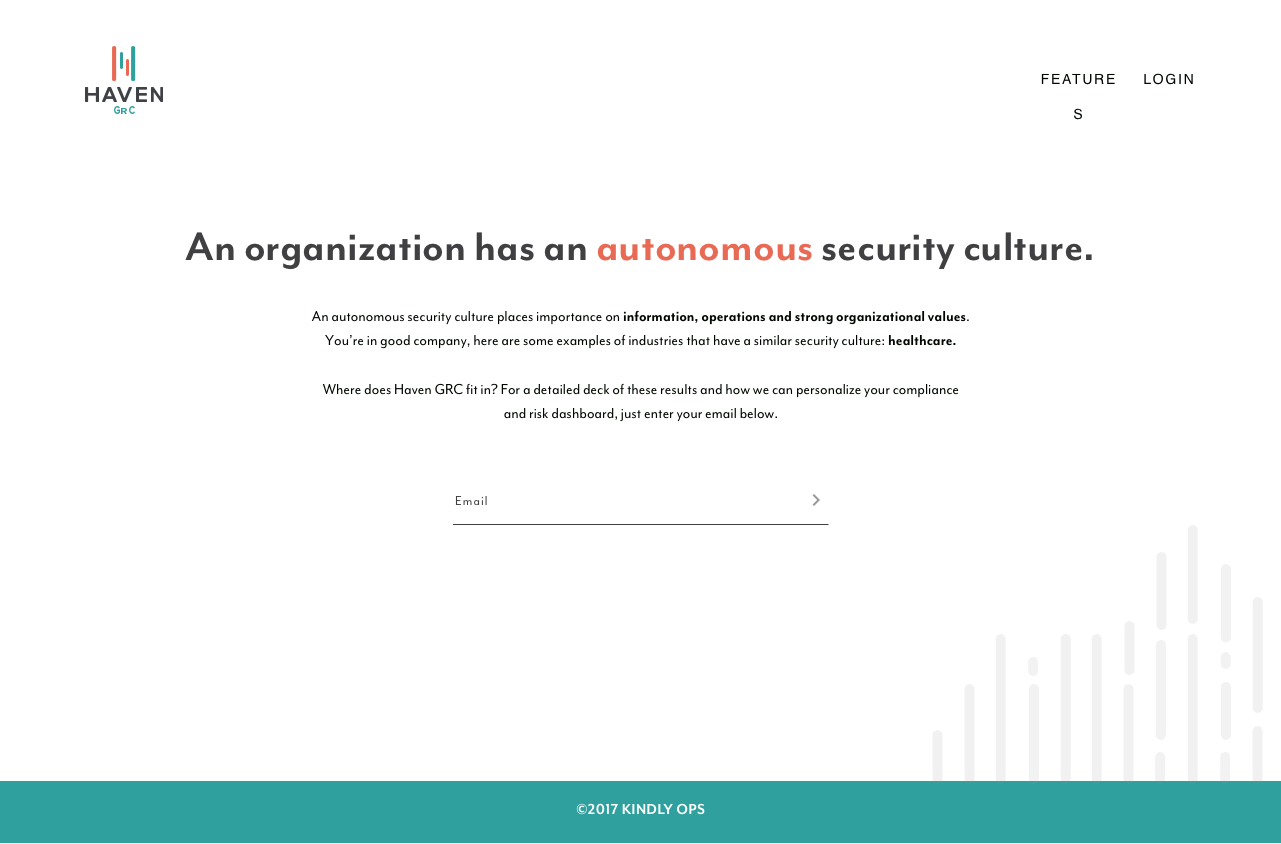 HAVEN
GRC
FEATURE
S
LOGIN
An organization has an autonomous security culture.
An autonomous security culture places importance on information, operations and strong organizational values.
You're in good company, here are some examples of industries that have a similar security culture: healthcare.
Where does Haven GRC fit in? For a detailed deck of these results and how we can personalize your compliance
and risk dashboard, just enter your email below.
Email
©2017 KINDLY OPS